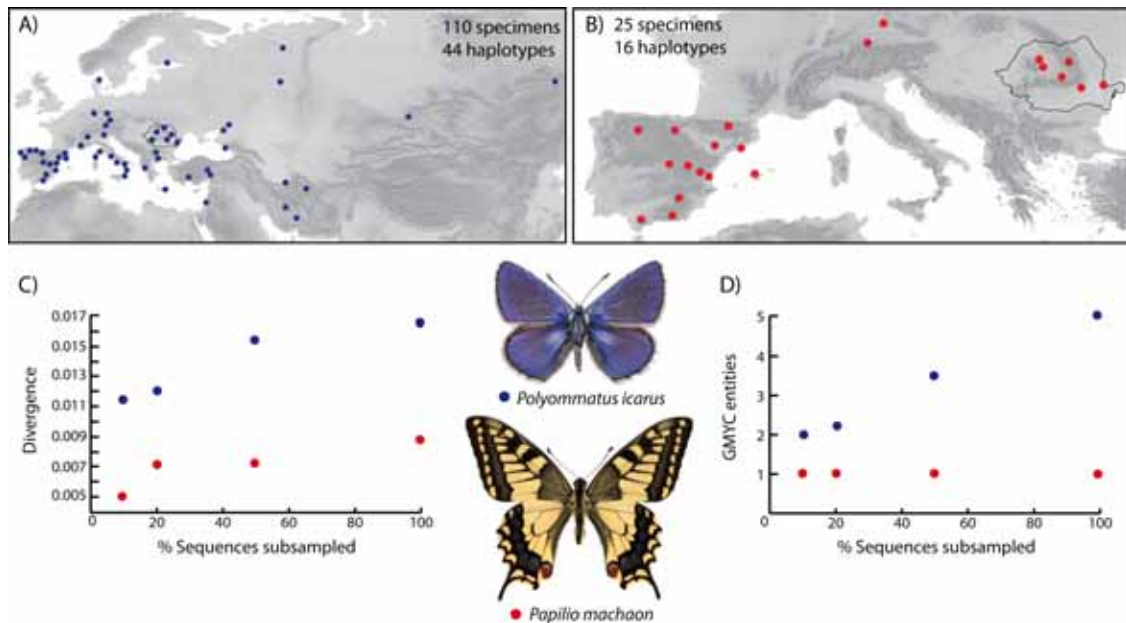 A)
110 specimens
44 haplotypes
B)
25 specimens
16 haplotypes
C)
0.017
0.015
0.013
0.011
0.009
0.007
0.005
Divergence
0 20 40 60 80 100
% Sequences subsampled
Polyommatus icarus
Papilio machaon
D)
5
4
3
2
1
GMYC entities
0 20 40 60 80 100
% Sequences subsampled